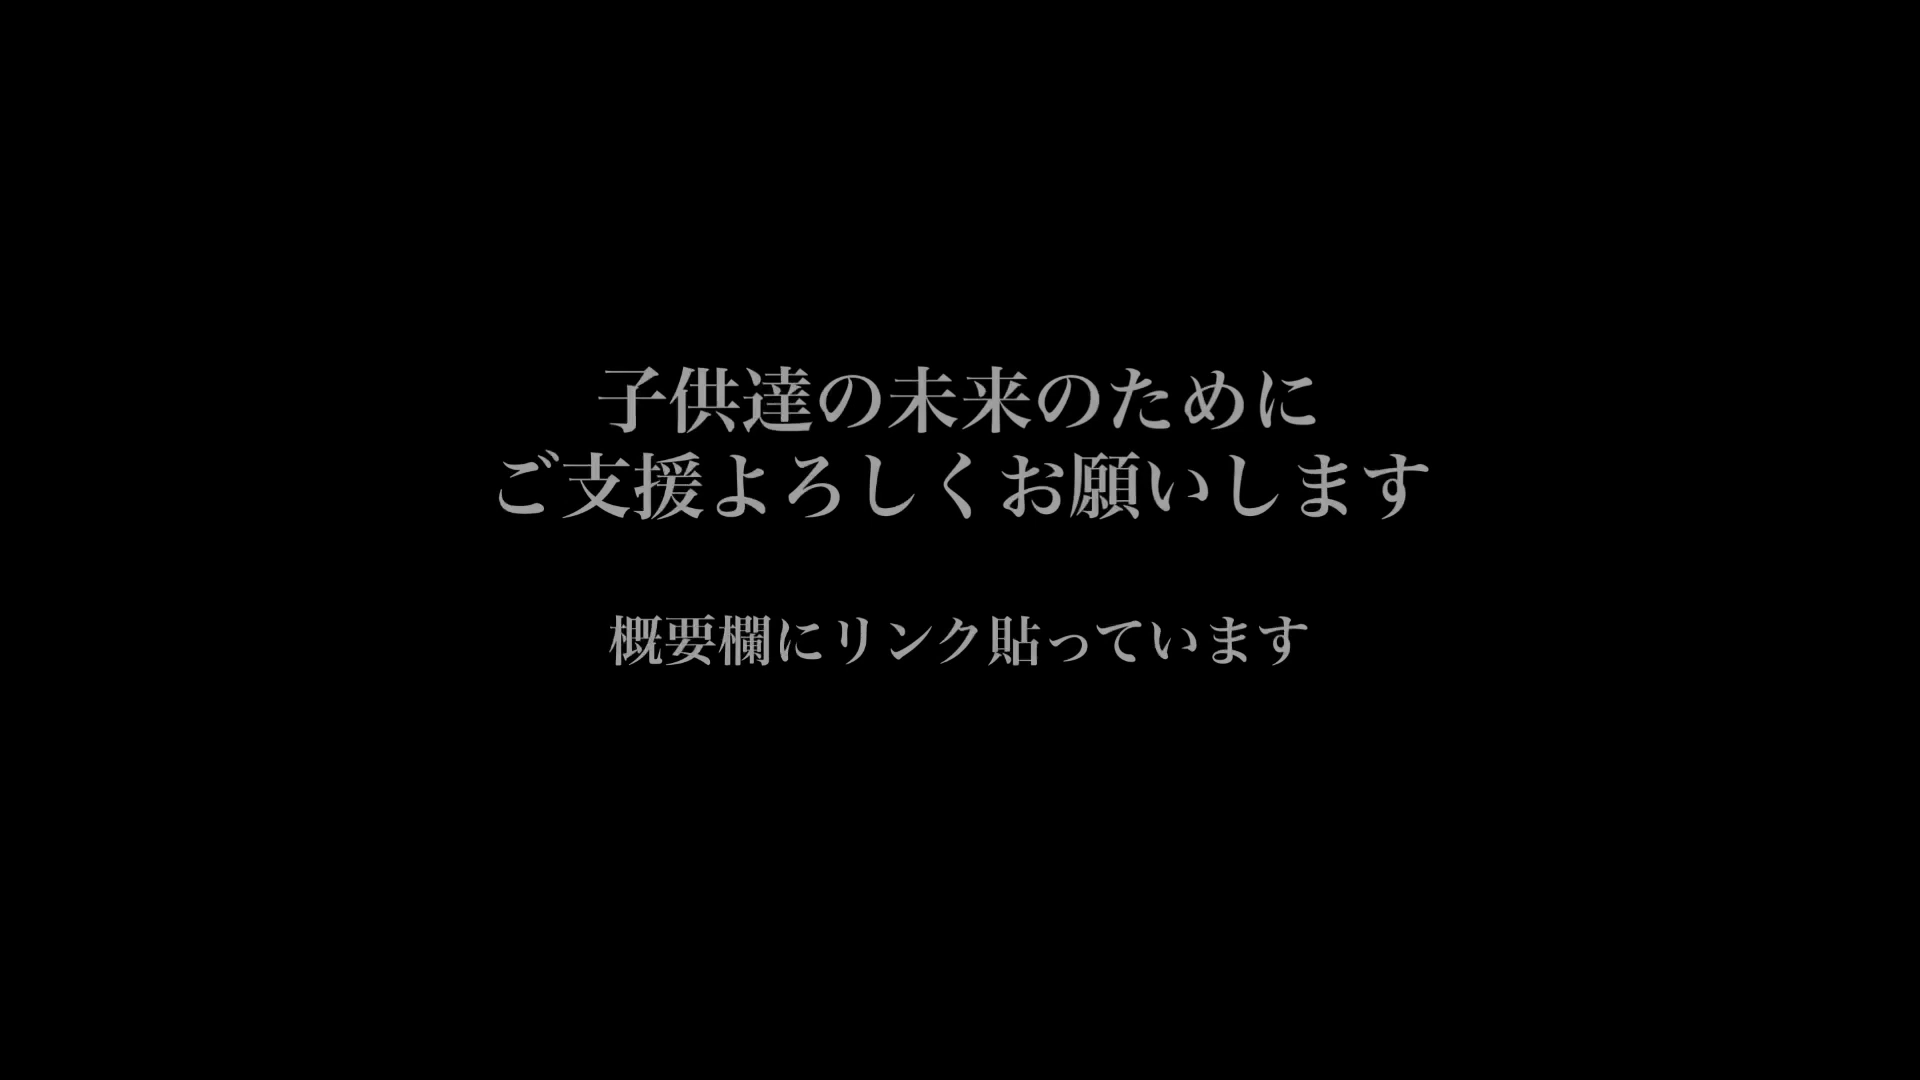 子供達の未来のために
ご支援よろしくお願いします
概要欄にリンク貼っています